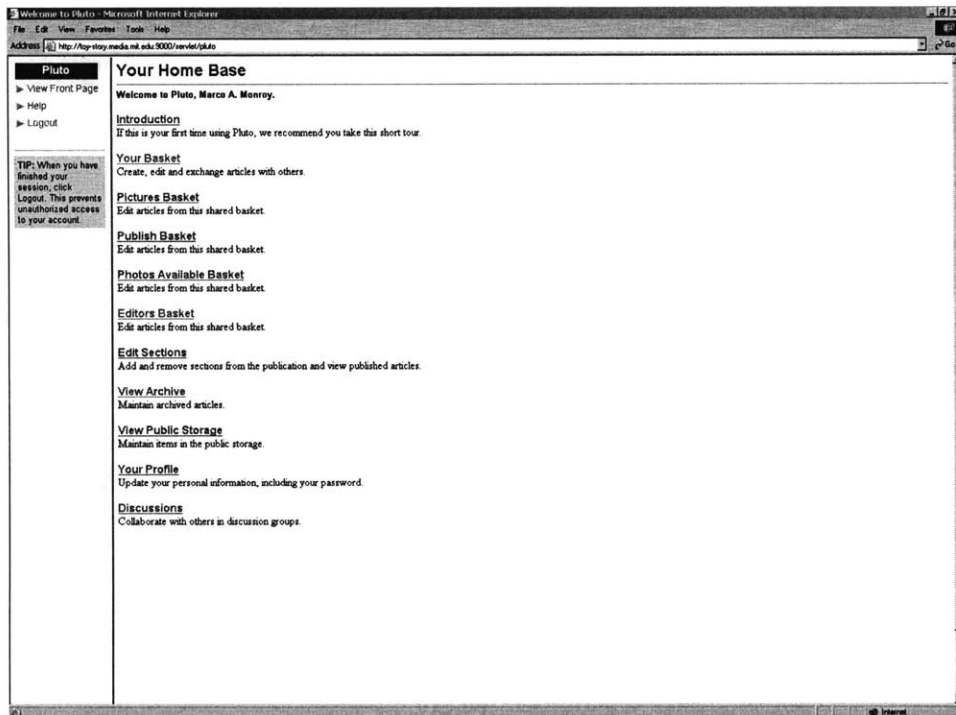 Welcome to Pluto - Microsoft Internet Explorer
File Edit View Favorites Tools Help
Address http://toy-story.media.mit.edu:9000/servlet/pluto
Go
Pluto
View Front Page
Help
Logout
TIP: When you have
finished your
session, click
Logout. This prevents
unauthorized access
to your account.
Your Home Base
Welcome to Pluto, Marco A. Monroy.
Introduction
If this is your first time using Pluto, we recommend you take this short tour.
Your Basket
Create, edit and exchange articles with others.
Pictures Basket
Edit articles from this shared basket.
Publish Basket
Edit articles from this shared basket.
Photos Available Basket
Edit articles from this shared basket.
Editors Basket
Edit articles from this shared basket.
Edit Sections
Add and remove sections from the publication and view published articles.
View Archive
Maintain archived articles.
View Public Storage
Maintain items in the public storage.
Your Profile
Update your personal information, including your password.
Discussions
Collaborate with others in discussion groups.
Internet